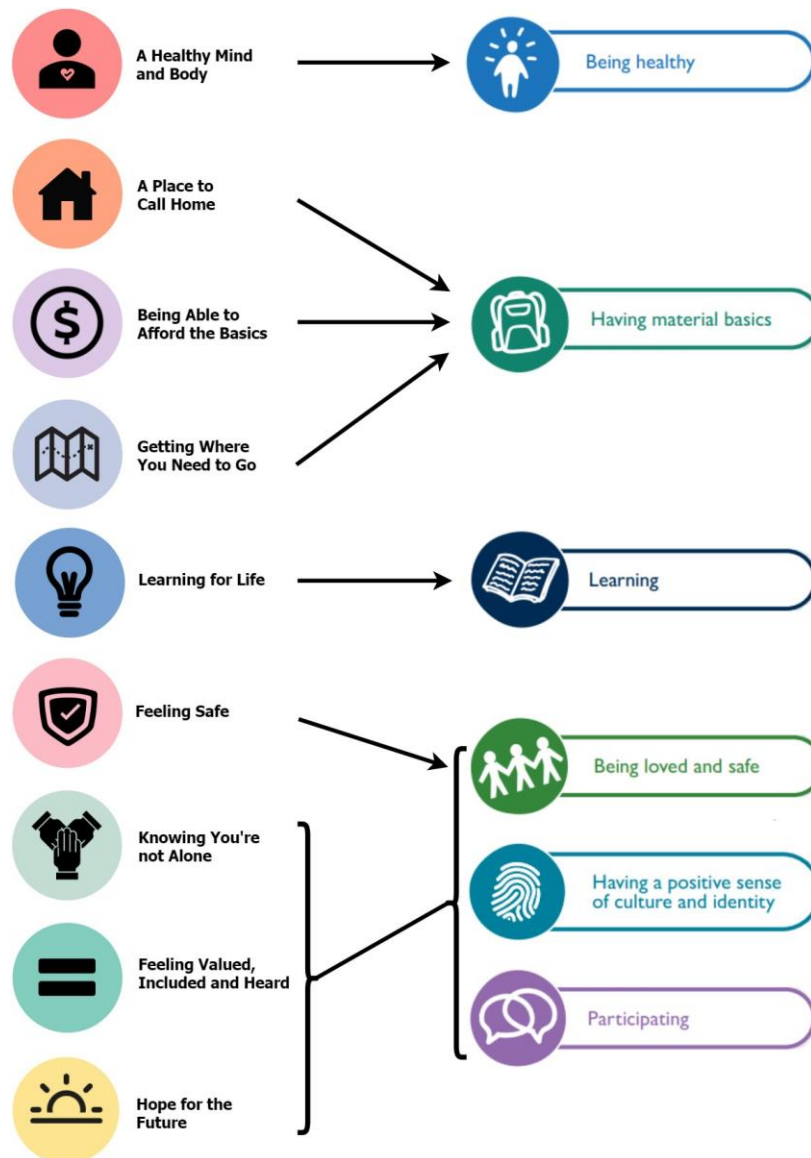 A Healthy Mind
and Body
Being healthy
A Place to
Call Home
Being Able to
Afford the Basics
$
Having material basics
Getting Where
You Need to Go
Learning for Life
Learning
Feeling Safe
Being loved and safe
Knowing You're
not Alone
Having a positive sense
of culture and identity
Feeling Valued,
Included and Heard
Participating
Hope for the
Future